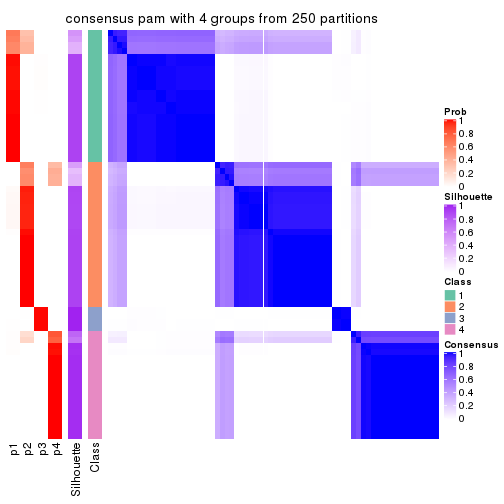 consensus pam with 4 groups from 250 partitions
Prob
1
0.8
0.6
0.4
0.2
0
Silhouette
1
0.8
0.6
0.4
0.2
0
Class
1
2
3
4
Consensus
1
0.8
0.6
0.4
0.2
0
p1
p2
p3
p4
Silhouette
Class